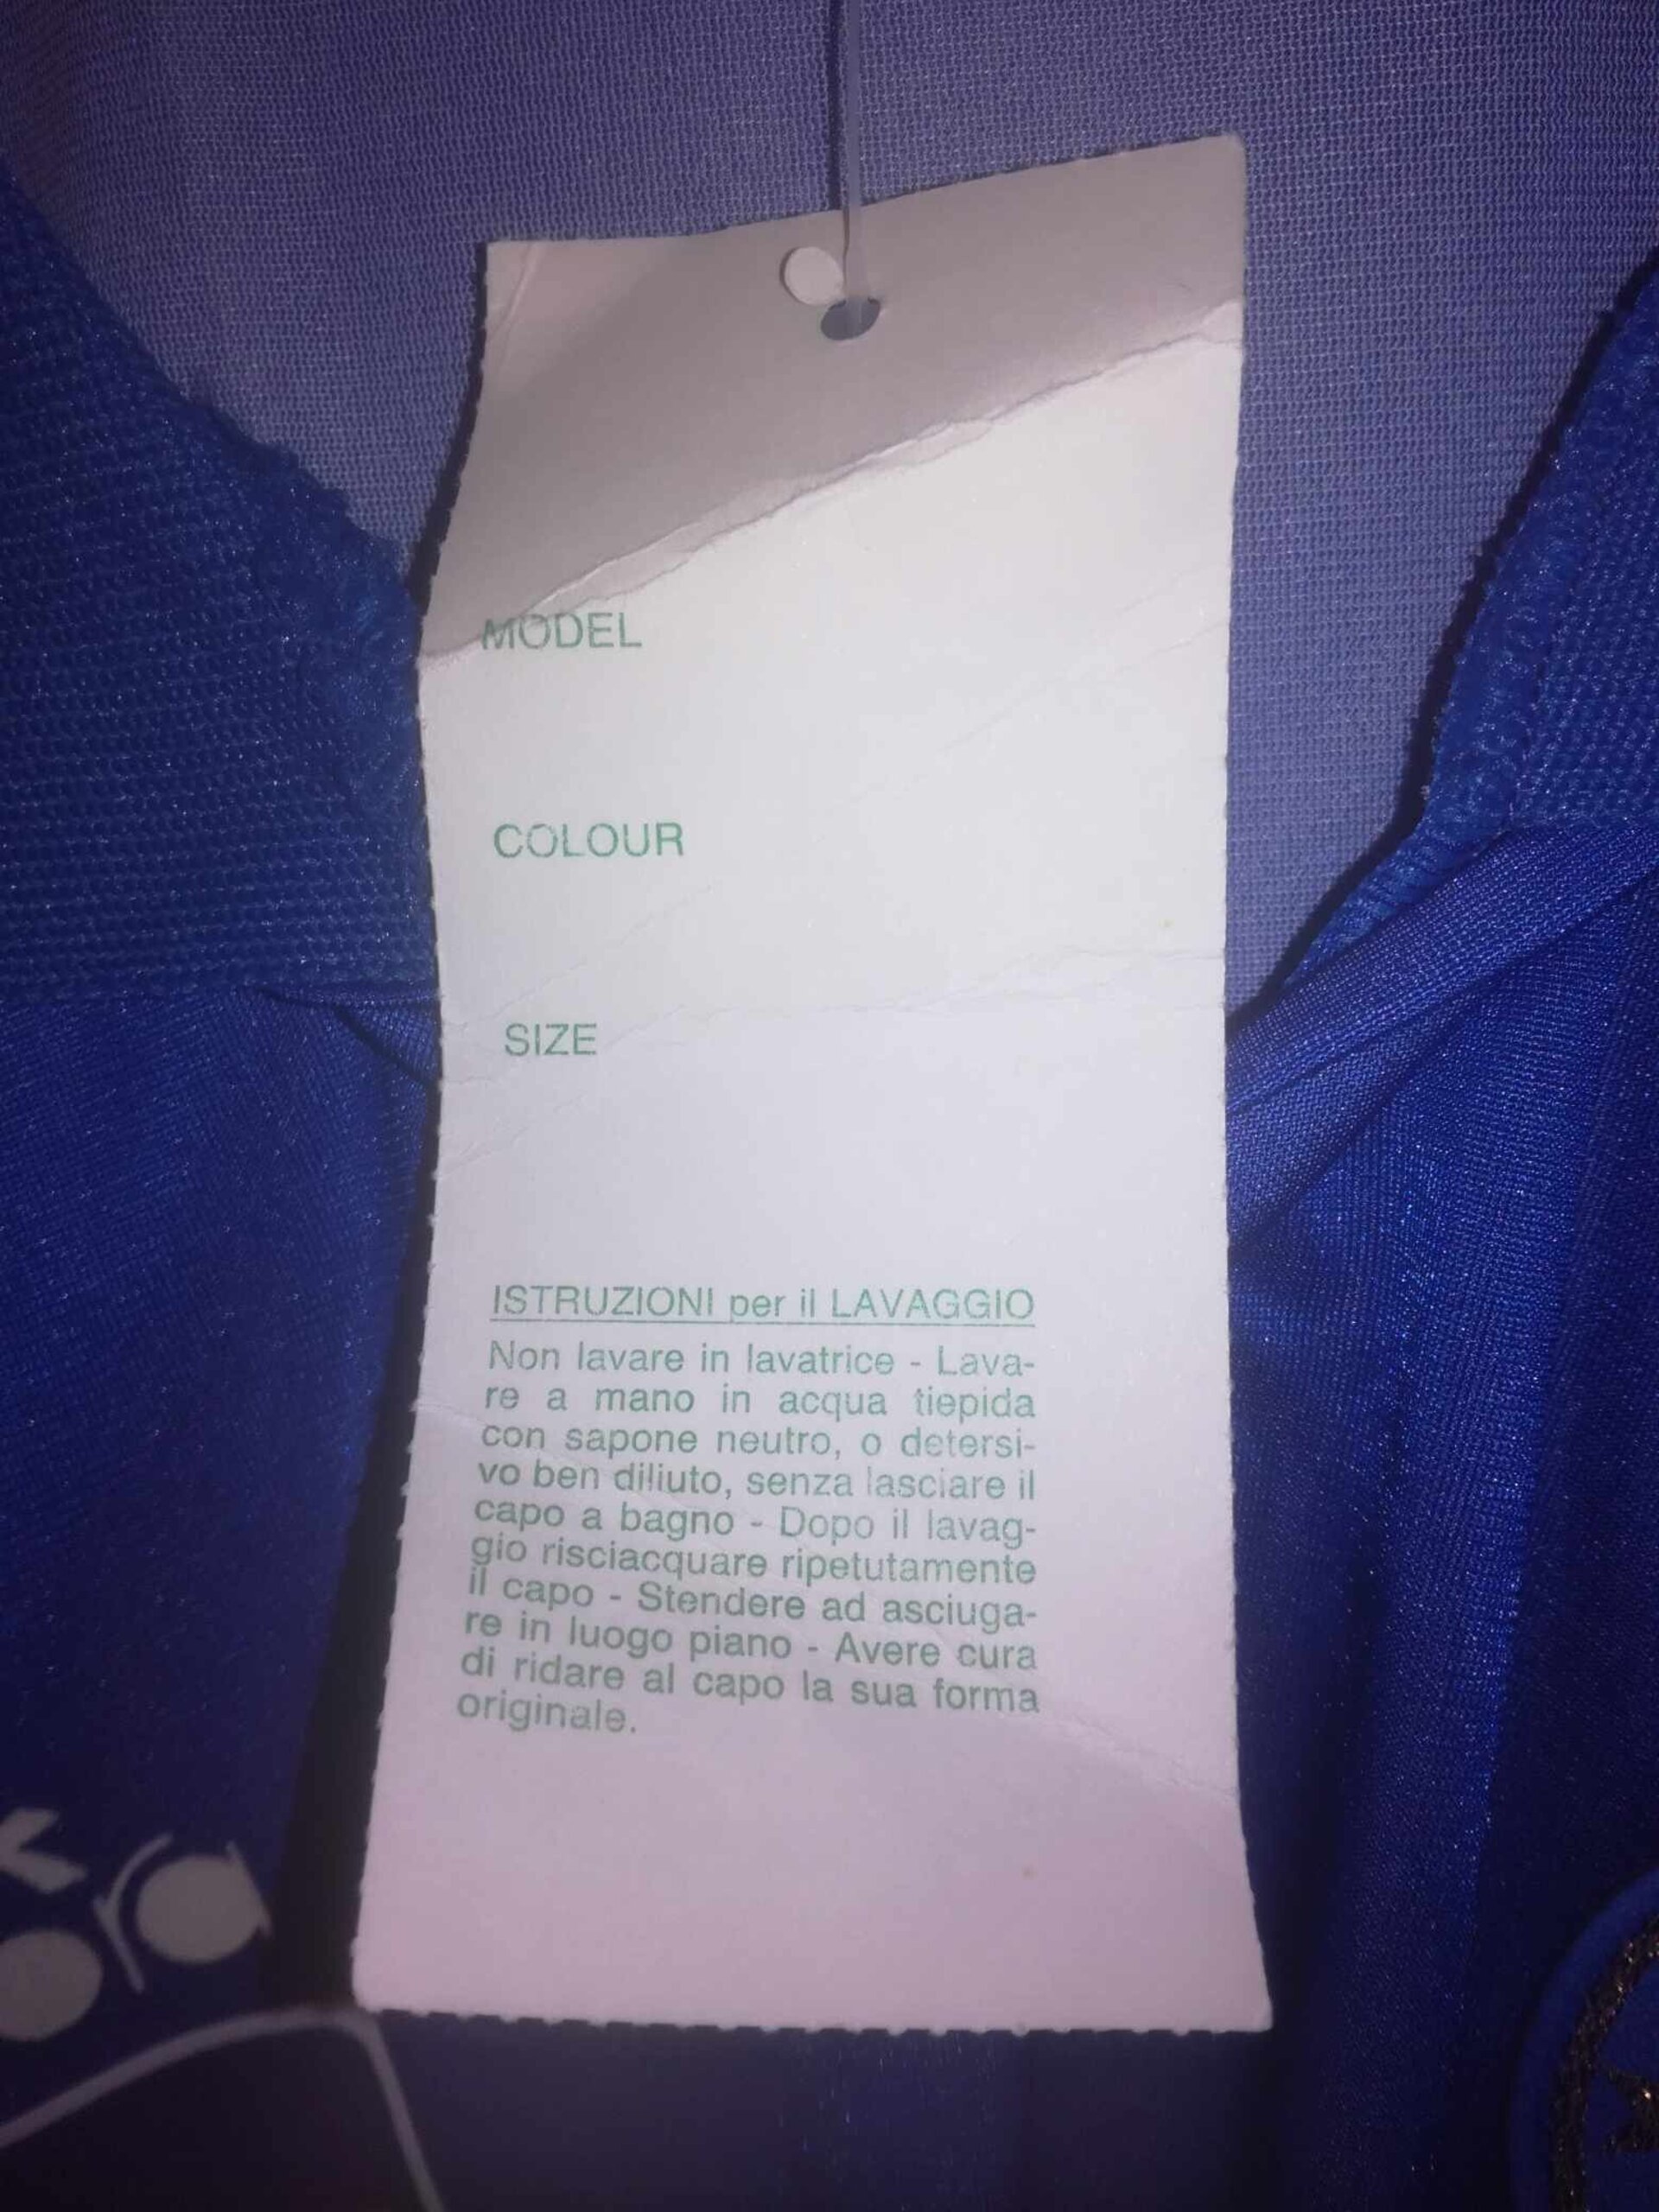 MODEL
COLOUR
SIZE
ISTRUZIONI per il LAVAGGIO
Non lavare in lavatrice - Lava-
re a mano in acqua tiepida
con sapone neutro, o detersi-
vo ben diliuto, senza lasciare il
capo a bagno - Dopo il lavag-
gio risciacquare ripetutamente
il capo - Stendere ad asciuga-
re in luogo piano - Avere cura
di ridare al capo la sua forma
originale.
ora